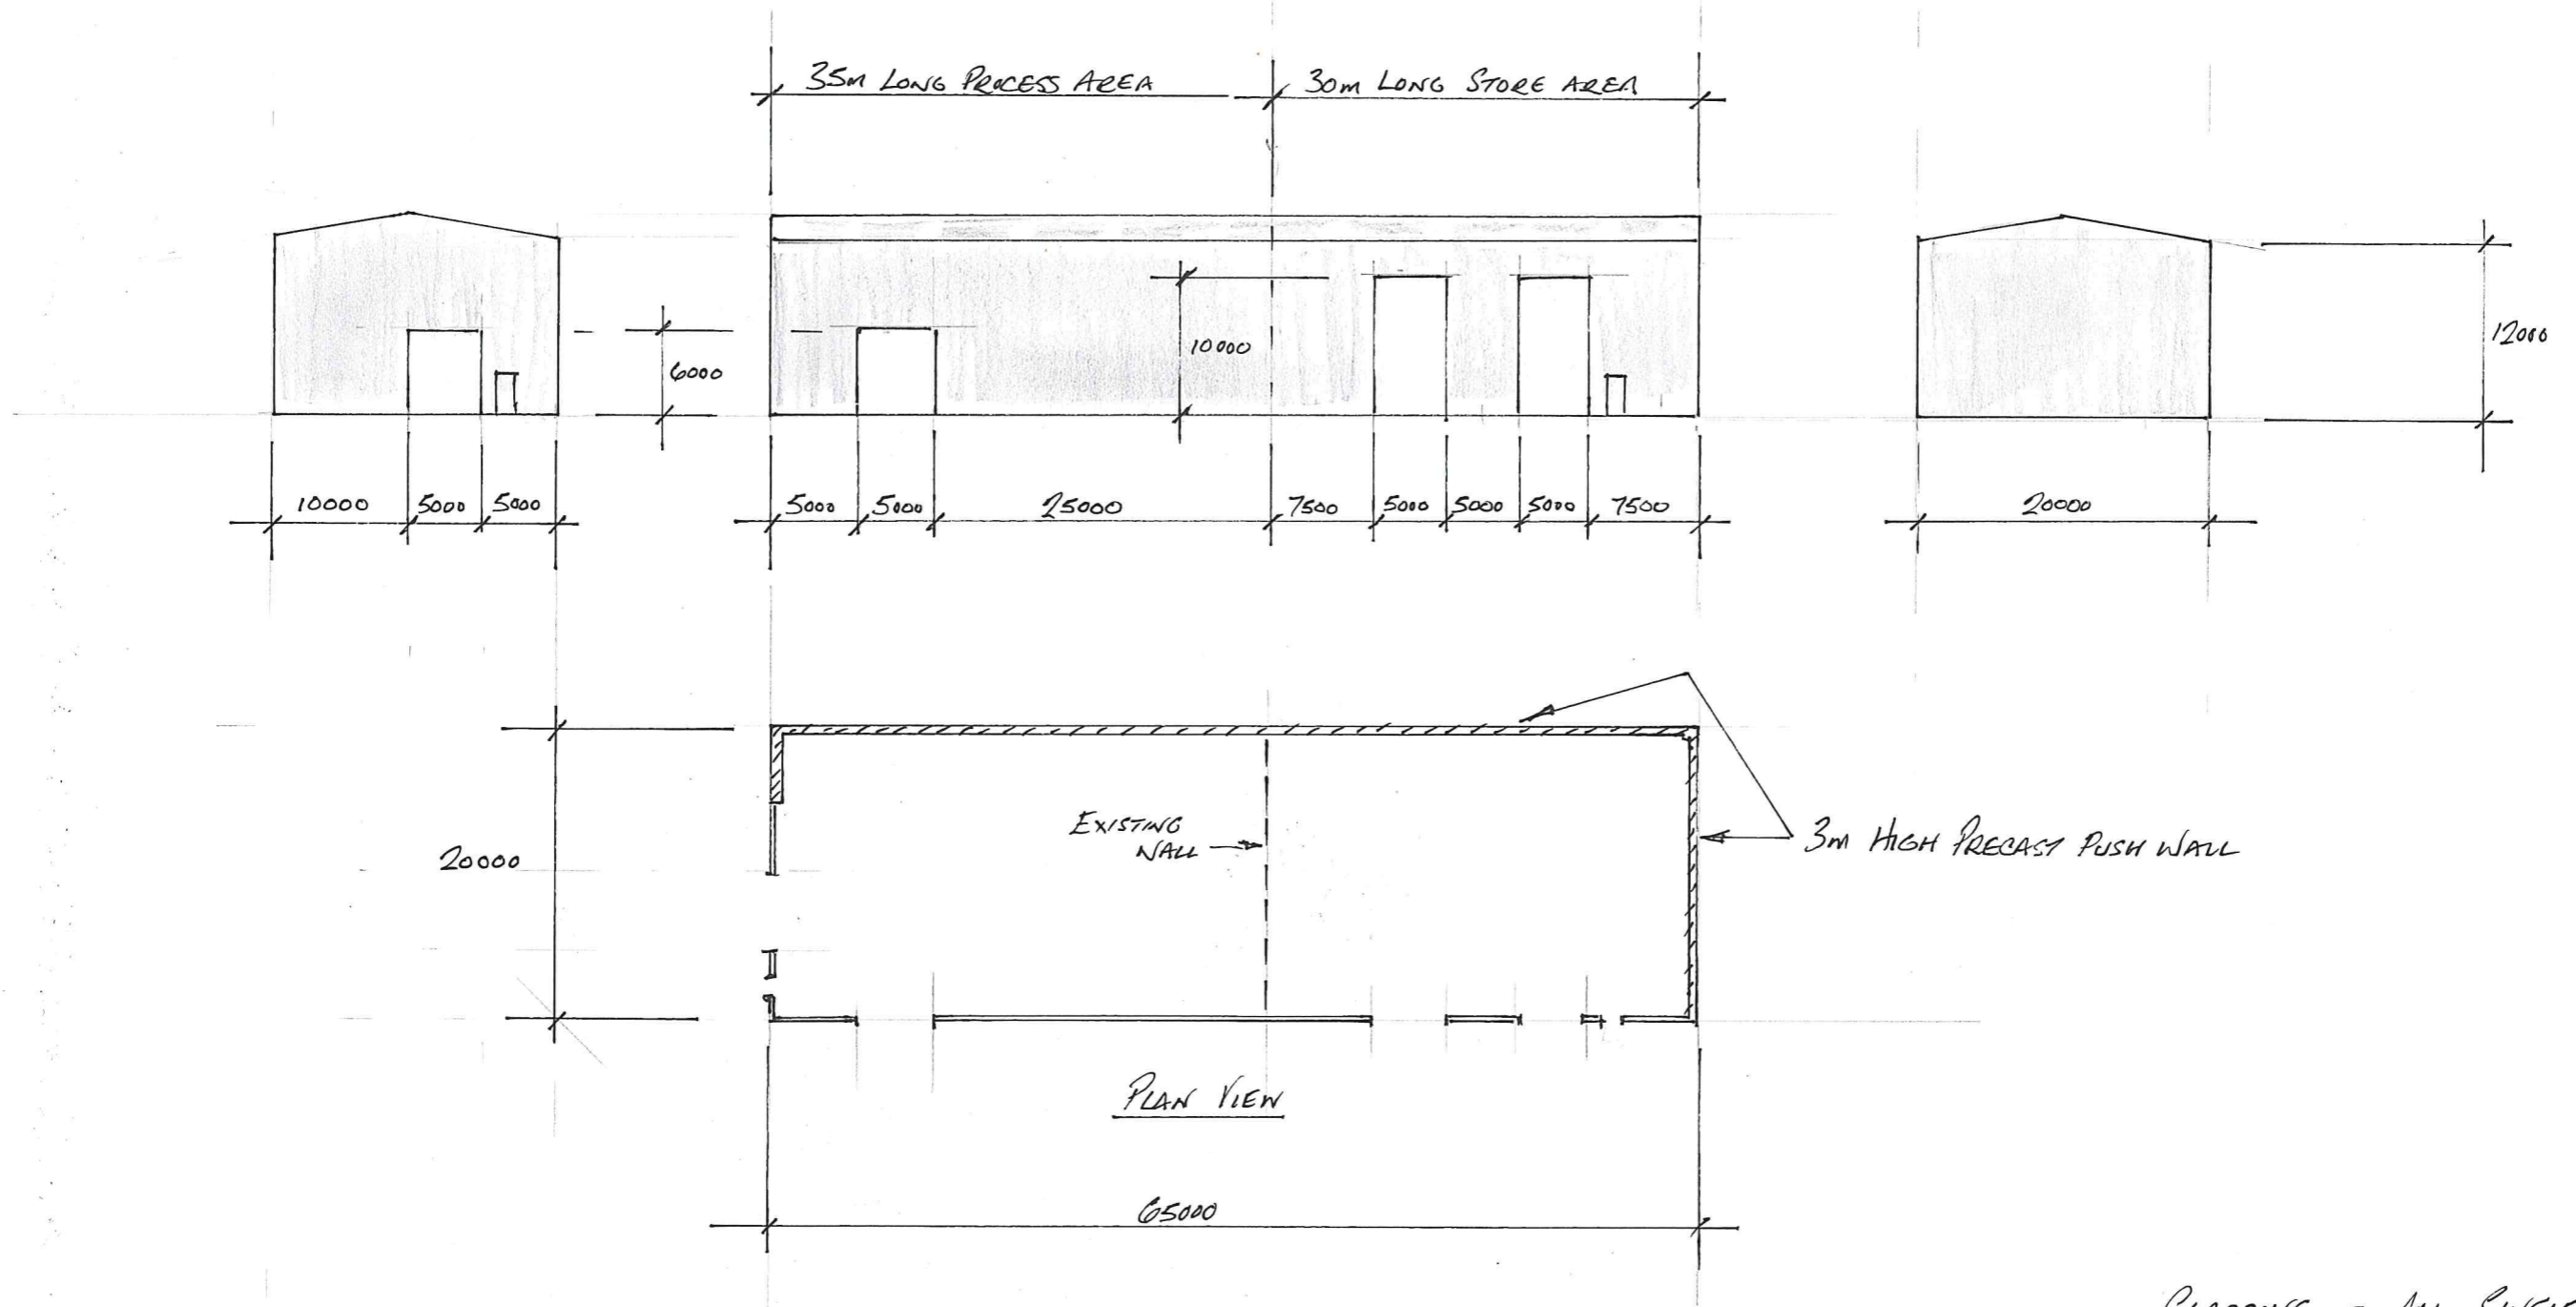 35m LONG PROCESS AREA
30m LONG STORE AREA
6000
10000
12000
10000 5000 5000
5000 5000 25000 7500 5000 5000 5000 7500
20000
EXISTING
WALL
3m HIGH PRECAST PUSH WALL
20000
PLAN VIEW
65000